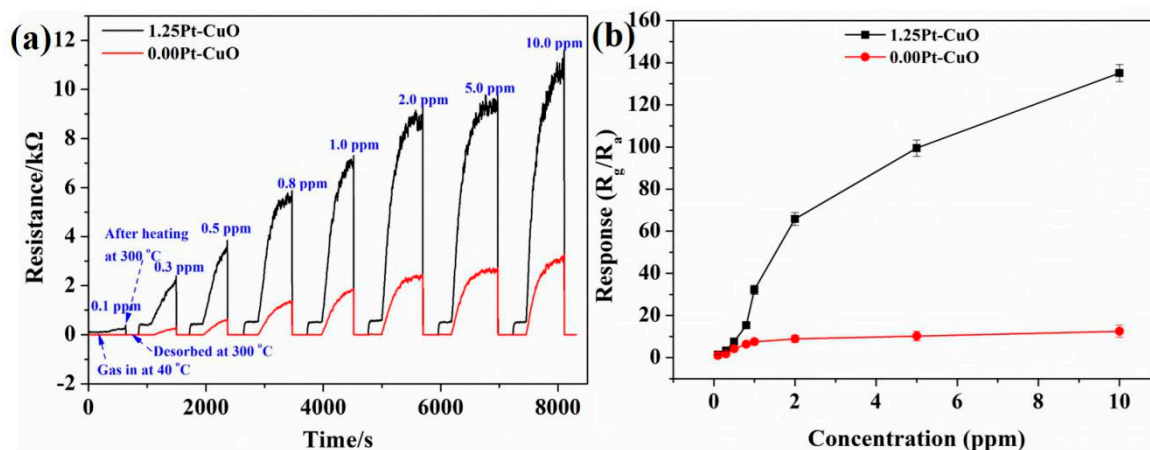 (a)
1.25Pt-CuO
0.00Pt-CuO
10.0 ppm
5.0 ppm
2.0 ppm
1.0 ppm
0.8 ppm
0.5 ppm
After heating
at 300 °C
0.3 ppm
0.1 ppm
Desorbed at 300 °C
Gas in at 40 °C
12
10
8
6
4
2
0
-2
Resistance/kΩ
0 2000 4000 6000 8000
Time/s
(b)
1.25Pt-CuO
0.00Pt-CuO
160
140
120
100
80
60
40
20
0
Response (Rg/Ra)
0 2 4 6 8 10
Concentration (ppm)